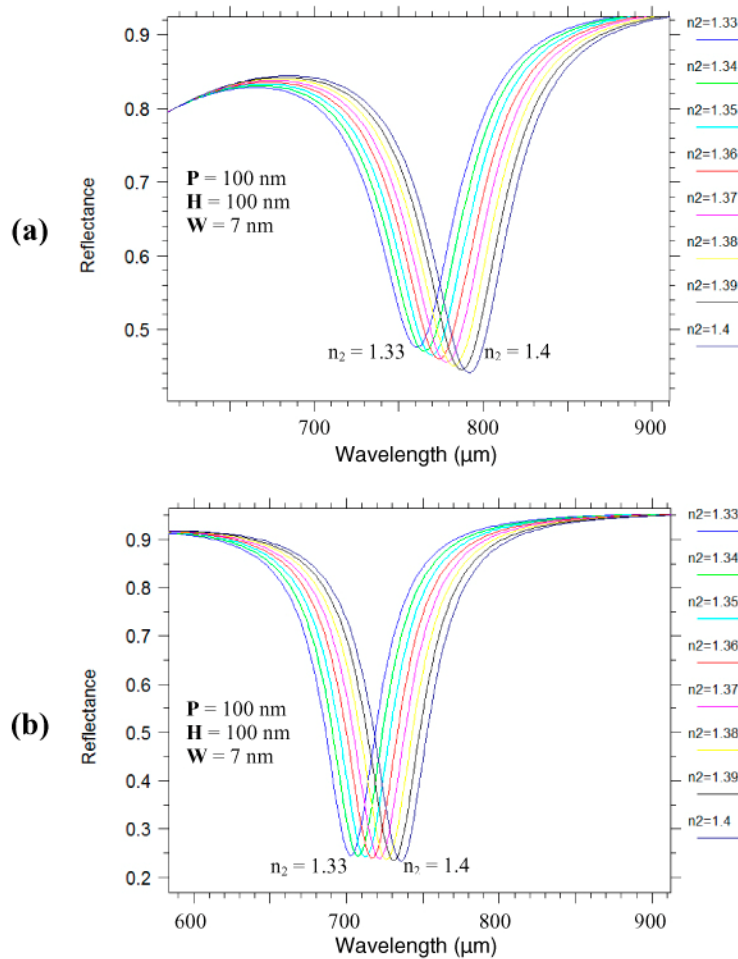 (a)
Reflectance
0.9
0.8
0.7
0.6
0.5
P = 100 nm
H = 100 nm
W = 7 nm
n2 = 1.33
n2 = 1.4
700
800
900
Wavelength (μm)
n2=1.33
n2=1.34
n2=1.35
n2=1.36
n2=1.37
n2=1.38
n2=1.39
n2=1.4
(b)
Reflectance
0.9
0.8
0.7
0.6
0.5
0.4
0.3
0.2
P = 100 nm
H = 100 nm
W = 7 nm
n2 = 1.33
n2 = 1.4
600
700
800
900
Wavelength (μm)
n2=1.33
n2=1.34
n2=1.35
n2=1.36
n2=1.37
n2=1.38
n2=1.39
n2=1.4